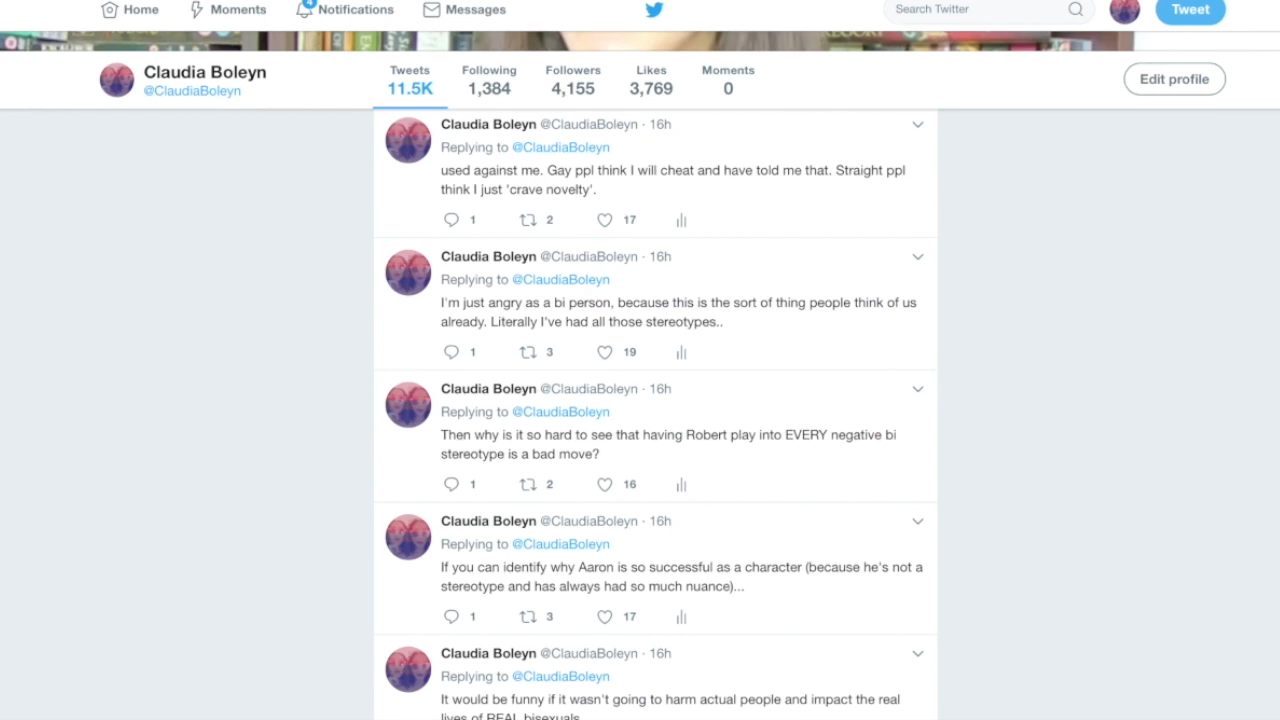 Home Moments 4 Notifications Messages Search Twitter Tweet
Claudia Boleyn
@ClaudiaBoleyn
Tweets Following Followers Likes Moments
11.5K 1,384 4,155 3,769 0
Edit profile
Claudia Boleyn @ClaudiaBoleyn · 16h
Replying to @ClaudiaBoleyn
used against me. Gay ppl think I will cheat and have told me that. Straight ppl
think I just 'crave novelty'.
1 2 17
Claudia Boleyn @ClaudiaBoleyn · 16h
Replying to @ClaudiaBoleyn
I'm just angry as a bi person, because this is the sort of thing people think of us
already. Literally I've had all those stereotypes..
1 3 19
Claudia Boleyn @ClaudiaBoleyn · 16h
Replying to @ClaudiaBoleyn
Then why is it so hard to see that having Robert play into EVERY negative bi
stereotype is a bad move?
1 2 16
Claudia Boleyn @ClaudiaBoleyn · 16h
Replying to @ClaudiaBoleyn
If you can identify why Aaron is so successful as a character (because he's not a
stereotype and has always had so much nuance)...
1 3 17
Claudia Boleyn @ClaudiaBoleyn · 16h
Replying to @ClaudiaBoleyn
It would be funny if it wasn't going to harm actual people and impact the real
lives of REAL bisexuals